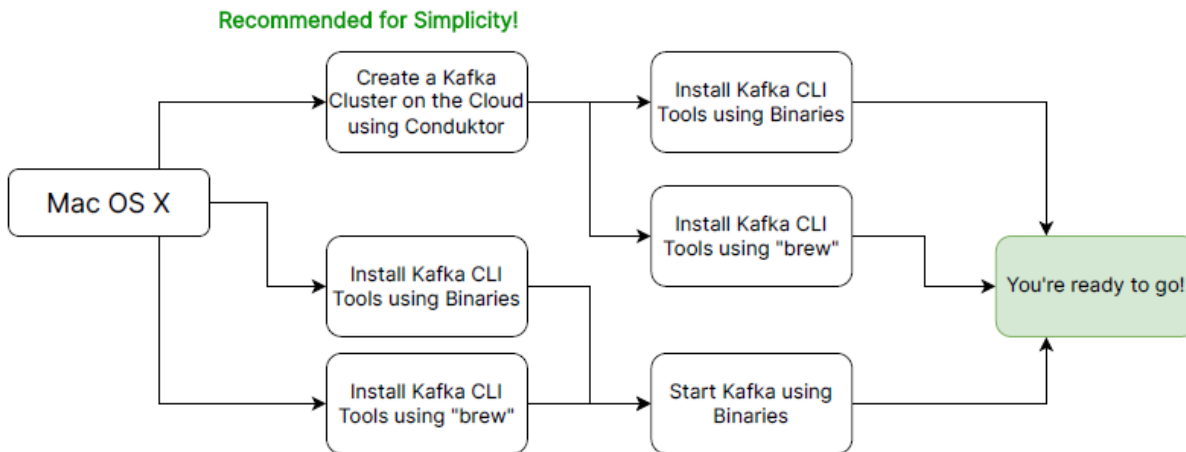 Recommended for Simplicity!
Create a Kafka
Cluster on the Cloud
using Conduktor
Install Kafka CLI
Tools using Binaries
Mac OS X
Install Kafka CLI
Tools using "brew"
Install Kafka CLI
Tools using Binaries
You're ready to go!
Install Kafka CLI
Tools using "brew"
Start Kafka using
Binaries